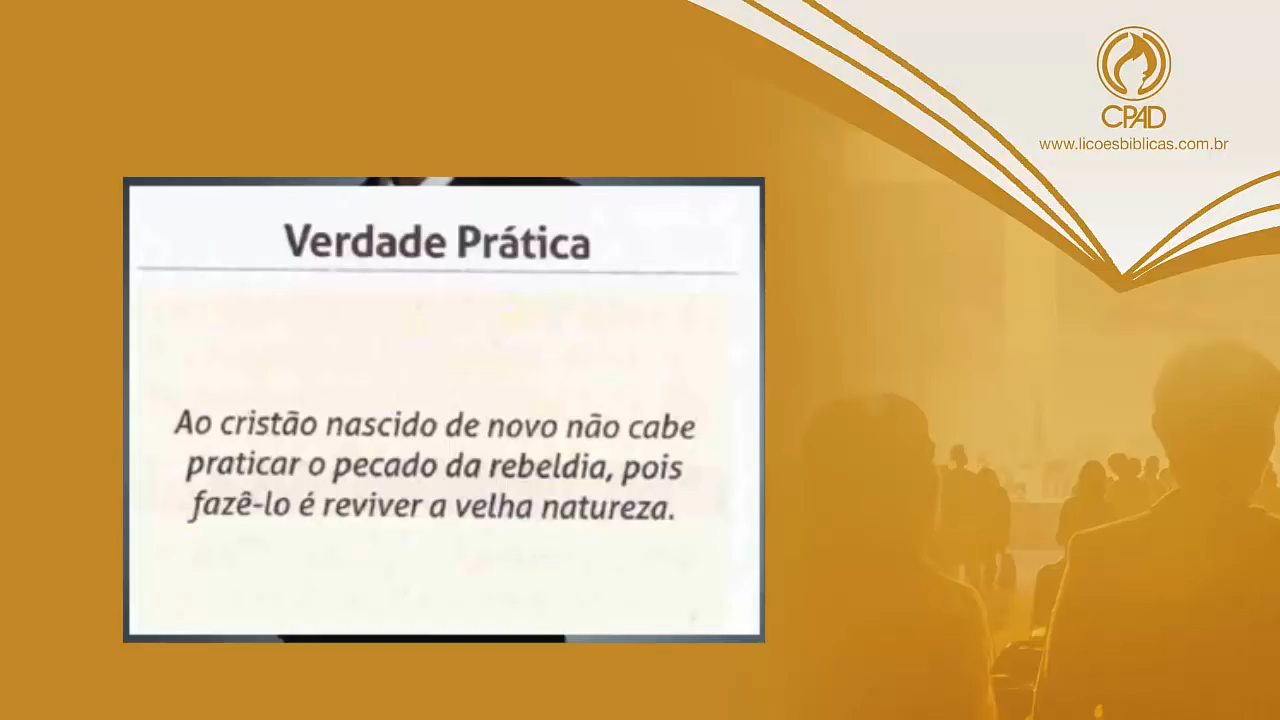 CPAD
www.licoesbiblicas.com.br
Verdade Prática
Ao cristão nascido de novo não cabe
praticar o pecado da rebeldia, pois
fazê-lo é reviver a velha natureza.